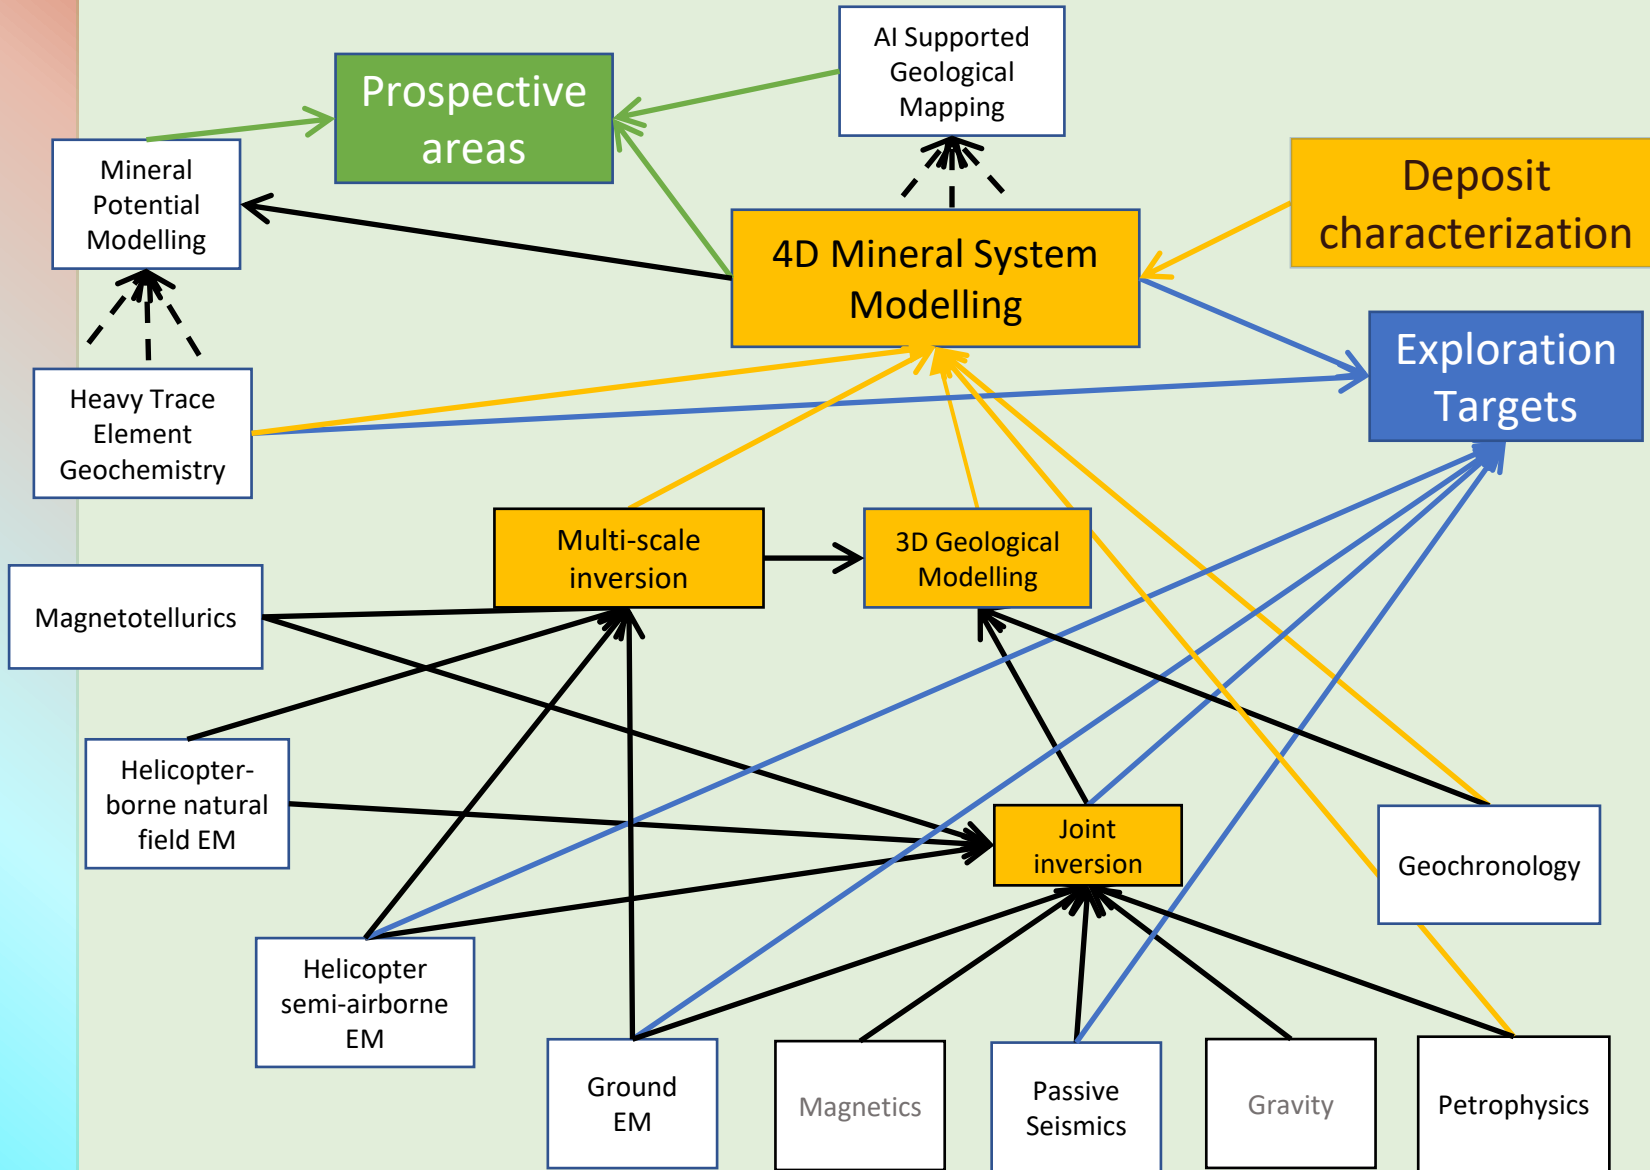 AI Supported
Geological
Mapping
Prospective
areas
Mineral
Potential
Modelling
Deposit
characterization
4D Mineral System
Modelling
Exploration
Targets
Heavy Trace
Element
Geochemistry
Multi-scale
inversion
3D Geological
Modelling
Magnetotellurics
Helicopter-
borne natural
field EM
Joint
inversion
Geochronology
Helicopter
semi-airborne
EM
Ground
EM
Magnetics
Passive
Seismics
Gravity
Petrophysics